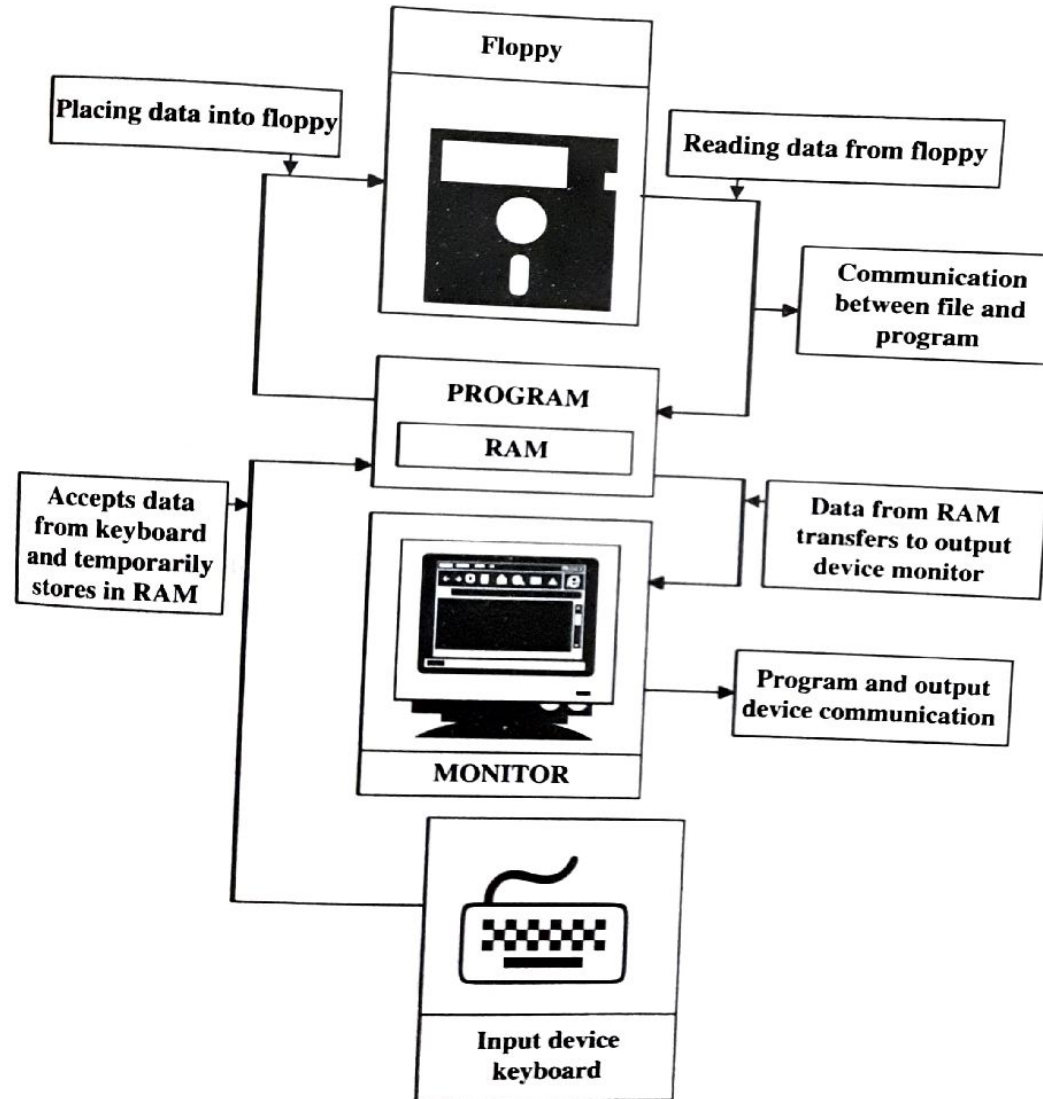 Floppy
Placing data into floppy
Reading data from floppy
Communication
between file and
program
PROGRAM
RAM
Accepts data
from keyboard
and temporarily
stores in RAM
Data from RAM
transfers to output
device monitor
Program and output
device communication
MONITOR
Input device
keyboard